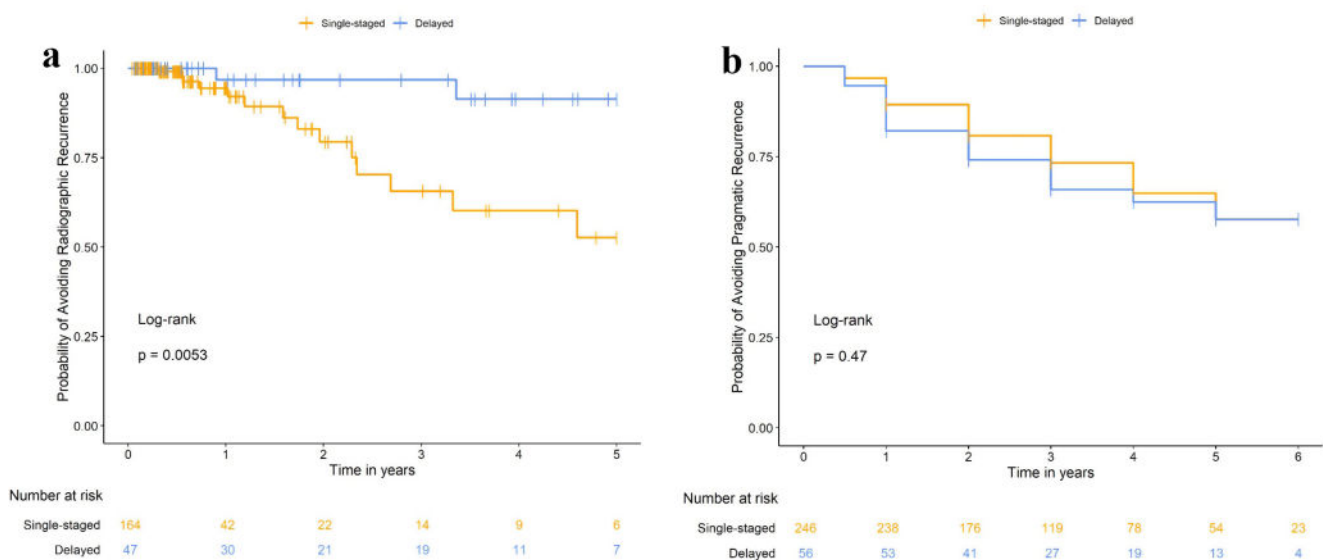 Single-staged Delayed
a
Probability of Avoiding Radiographic Recurrence
1.00
0.75
0.50
0.25
0.00
Log-rank
p = 0.0053
0 1 2 3 4 5
Time in years
Number at risk
Single-staged 164 42 22 14 9 6
Delayed 47 30 21 19 11 7
Single-staged Delayed
b
Probability of Avoiding Pragmatic Recurrence
1.00
0.75
0.50
0.25
0.00
Log-rank
p = 0.47
0 1 2 3 4 5 6
Time in years
Number at risk
Single-staged 246 238 176 119 78 54 23
Delayed 56 53 41 27 19 13 4